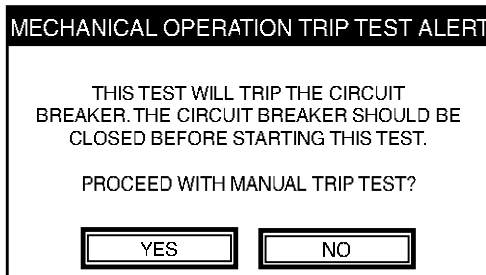 MECHANICAL OPERATION TRIP TEST ALERT
THIS TEST WILL TRIP THE CIRCUIT
BREAKER. THE CIRCUIT BREAKER SHOULD BE
CLOSED BEFORE STARTING THIS TEST.
PROCEED WITH MANUAL TRIP TEST?
YES
NO